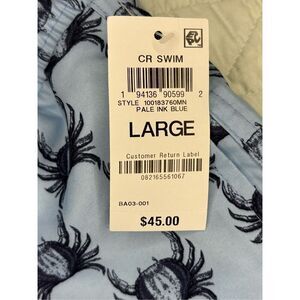 CR SWIM
1 94136 90599 2
STYLE 100183760MN
PALE INK BLUE
LARGE
Customer Return Label
082165561067
BA03-001
$45.00